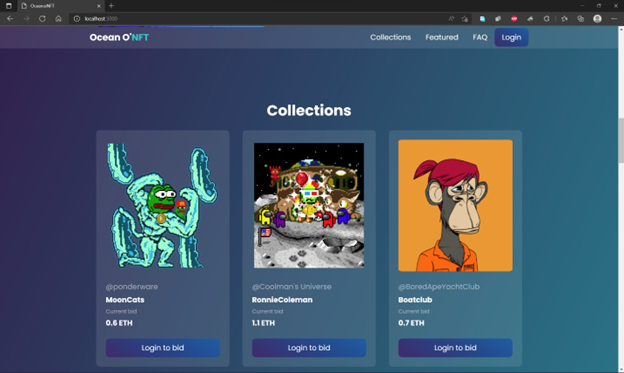 OceanoNFT
localhost:3000
Ocean O'NFT
Collections Featured FAQ Login
Collections
@ponderware
MoonCats
Current bid
0.6 ETH
Login to bid
@Coolman's Universe
RonnieColeman
Current bid
1.1 ETH
Login to bid
@BoredApeYochtClub
Boatclub
Current bid
0.7 ETH
Login to bid